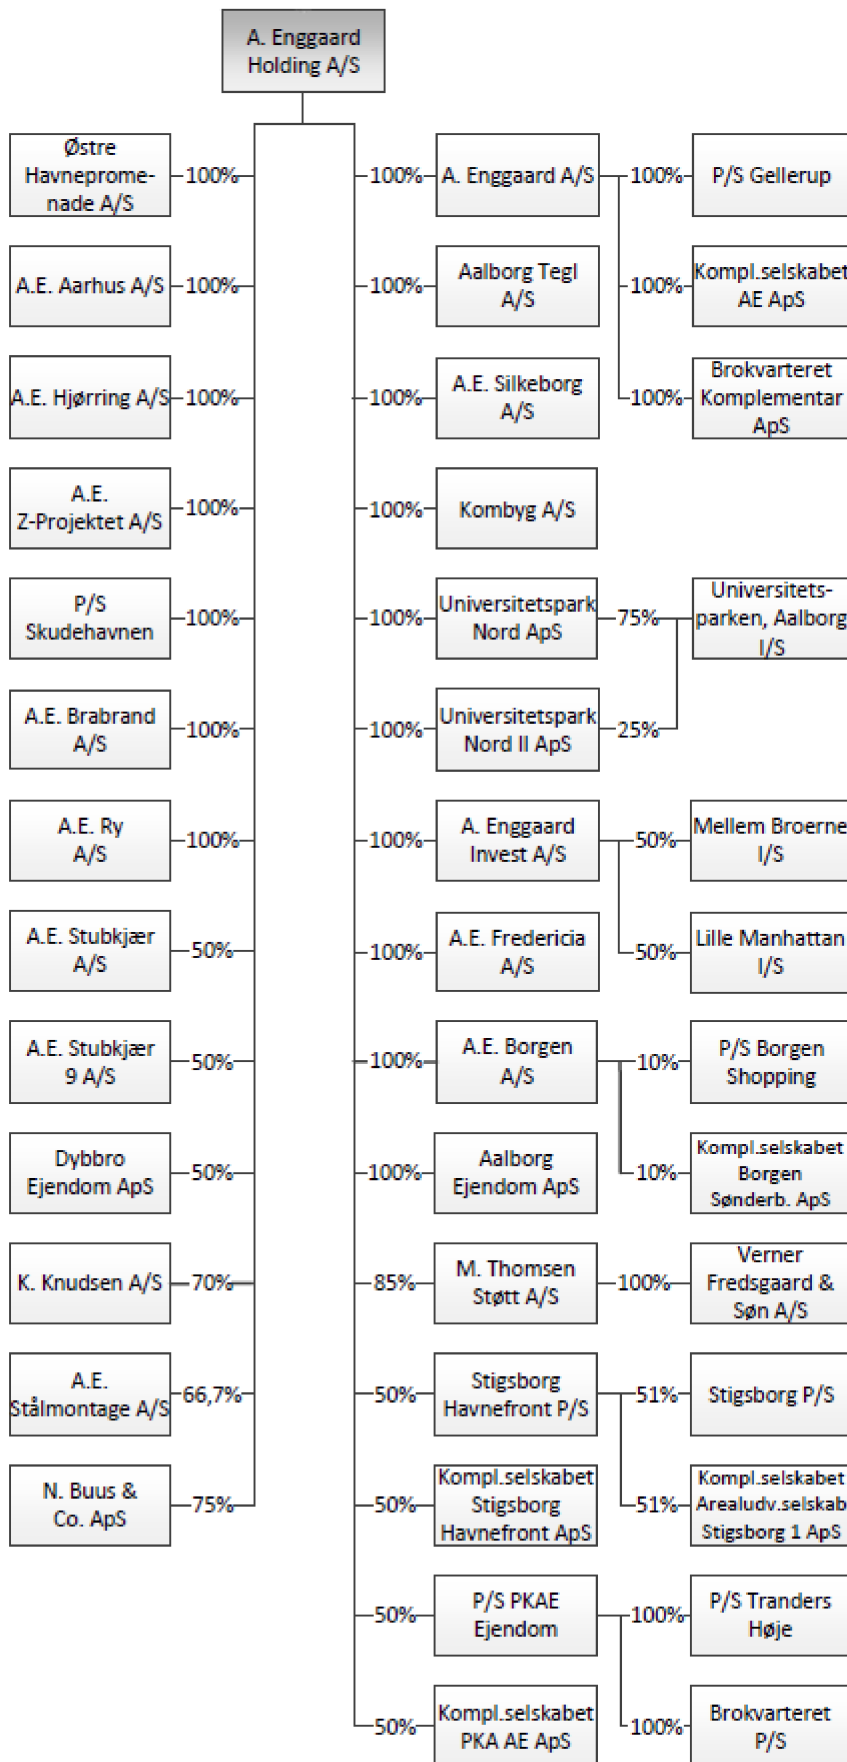 A. Enggaard
Holding A/S
Østre
Havneprome-
nade A/S
100%
100%
A. Enggaard A/S
100%
P/S Gellerup
A.E. Aarhus A/S
100%
100%
Aalborg Tegl
A/S
100%
Kompl.selskabet
AE ApS
A.E. Hjørring A/S
100%
100%
A.E. Silkeborg
A/S
100%
Brokvarteret
Komplementar
ApS
A.E.
Z-Projektet A/S
100%
100%
Kombyg A/S
P/S
Skudehavnen
100%
100%
Universitetspark
Nord ApS
75%
Universitets-
parken, Aalborg
I/S
A.E. Brabrand
A/S
100%
100%
Universitetspark
Nord II ApS
25%
A.E. Ry
A/S
100%
100%
A. Enggaard
Invest A/S
50%
Mellem Broerne
I/S
A.E. Stubkjær
A/S
50%
100%
A.E. Fredericia
A/S
50%
Lille Manhattan
I/S
A.E. Stubkjær
9 A/S
50%
100%
A.E. Borgen
A/S
10%
P/S Borgen
Shopping
Dybbro
Ejendom ApS
50%
100%
Aalborg
Ejendom ApS
10%
Kompl.selskabet
Borgen
Sønderb. ApS
K. Knudsen A/S
70%
85%
M. Thomsen
Støtt A/S
100%
Verner
Fredsgaard &
Søn A/S
A.E.
Stålmontage A/S
66,7%
50%
Stigsborg
Havnefront P/S
51%
Stigsborg P/S
N. Buus &
Co. ApS
75%
50%
Kompl.selskabet
Stigsborg
Havnefront ApS
51%
Kompl.selskabet
Arealudv.selskab
Stigsborg 1 ApS
50%
P/S PKAE
Ejendom
100%
P/S Tranders
Høje
50%
Kompl.selskabet
PKA AE ApS
100%
Brokvarteret
P/S